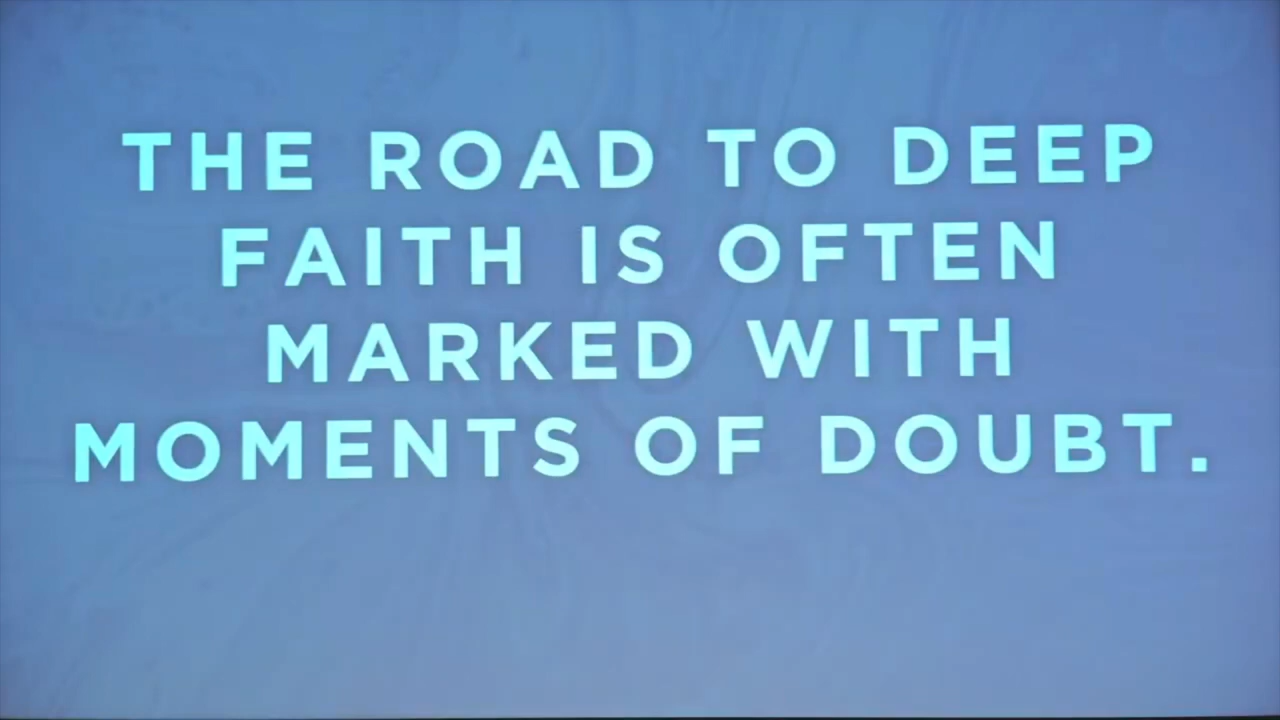 THE ROAD TO DEEP
FAITH IS OFTEN
MARKED WITH
MOMENTS OF DOUBT.